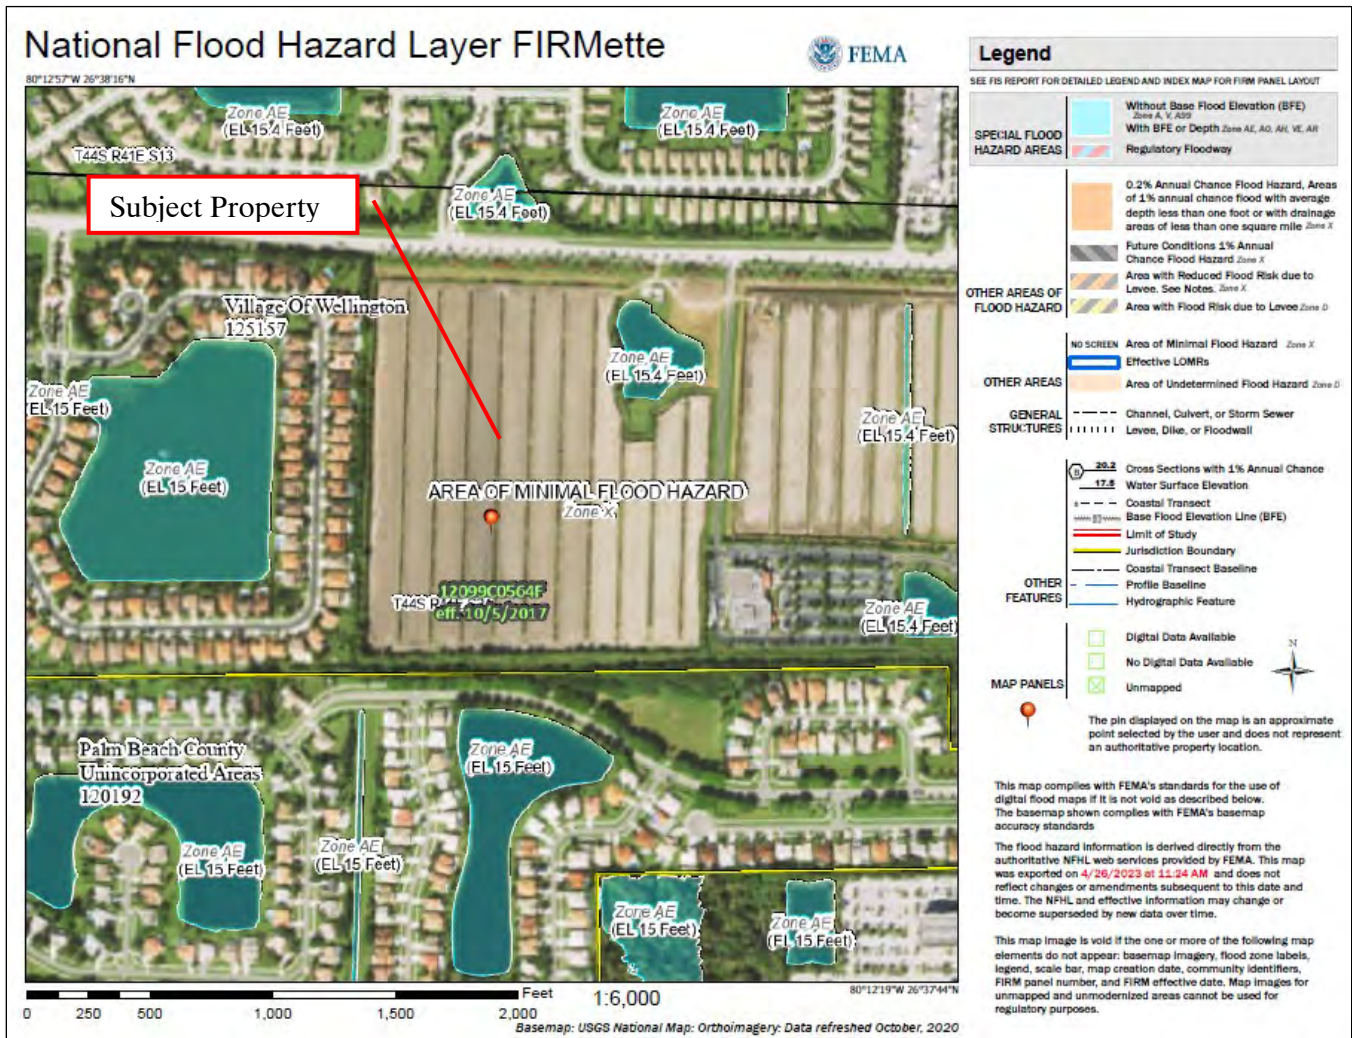 National Flood Hazard Layer FIRMette
FEMA
80°12'57"W 26°38'16"N
Zone AE
(EL 15.4 Feet)
Zone AE
(EL 15.4 Feet)
T44S R41E S13
Zone AE
(EL 15.4 Feet)
Subject Property
Village Of Wellington
125157
Zone AE
(EL 15.4 Feet)
Zone AE
(EL 15 Feet)
Zone AE
(EL 15.4 Feet)
Zone AE
(EL 15 Feet)
AREA OF MINIMAL FLOOD HAZARD
Zone X
12099C0564F
T44S R4
eff. 10/5/2017
Zone AE
(EL 15.4 Feet)
Palm Beach County
Unincorporated Areas
120192
Zone AE
(EL 15 Feet)
Zone AE
(EL 15 Feet)
Zone AE
(EL 15 Feet)
Zone AE
(EL 15 Feet)
Zone AE
(EL 15 Feet)
Feet
1:6,000
80°12'19"W 26°37'44"N
0 250 500 1,000 1,500 2,000
Basemap: USGS National Map: Orthoimagery: Data refreshed October, 2020
Legend
SEE FIS REPORT FOR DETAILED LEGEND AND INDEX MAP FOR FIRM PANEL LAYOUT
SPECIAL FLOOD
HAZARD AREAS
Without Base Flood Elevation (BFE)
Zone A, V, A99
With BFE or Depth Zone AE, AO, AH, VE, AR
Regulatory Floodway
OTHER AREAS OF
FLOOD HAZARD
0.2% Annual Chance Flood Hazard, Areas
of 1% annual chance flood with average
depth less than one foot or with drainage
areas of less than one square mile Zone X
Future Conditions 1% Annual
Chance Flood Hazard Zone X
Area with Reduced Flood Risk due to
Levee. See Notes. Zone X
Area with Flood Risk due to Levee Zone D
OTHER AREAS
NO SCREEN Area of Minimal Flood Hazard Zone X
Effective LOMRs
Area of Undetermined Flood Hazard Zone D
GENERAL
STRUCTURES
Channel, Culvert, or Storm Sewer
Levee, Dike, or Floodwall
OTHER
FEATURES
B 20.2 Cross Sections with 1% Annual Chance
17.5 Water Surface Elevation
Coastal Transect
Base Flood Elevation Line (BFE)
Limit of Study
Jurisdiction Boundary
Coastal Transect Baseline
Profile Baseline
Hydrographic Feature
MAP PANELS
Digital Data Available
No Digital Data Available
Unmapped
N
The pin displayed on the map is an approximate
point selected by the user and does not represent
an authoritative property location.
This map complies with FEMA's standards for the use of
digital flood maps if it is not void as described below.
The basemap shown complies with FEMA's basemap
accuracy standards
The flood hazard information is derived directly from the
authoritative NFHL web services provided by FEMA. This map
was exported on 4/26/2023 at 11:24 AM and does not
reflect changes or amendments subsequent to this date and
time. The NFHL and effective information may change or
become superseded by new data over time.
This map image is void if the one or more of the following map
elements do not appear: basemap imagery, flood zone labels,
legend, scale bar, map creation date, community identifiers,
FIRM panel number, and FIRM effective date. Map images for
unmapped and unmodernized areas cannot be used for
regulatory purposes.